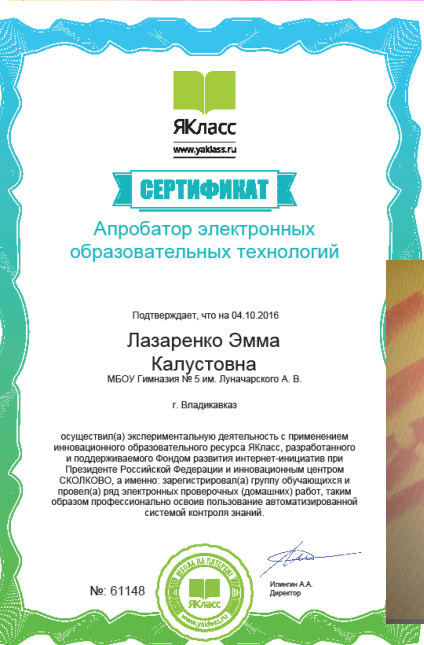 ЯКласс
www.yaklass.ru
СЕРТИФИКАТ
Апробатор электронных
образовательных технологий
Подтверждает, что на 04.10.2016
Лазаренко Эмма
Калустовна
МБОУ Гимназия № 5 им. Луначарского А. В.
г. Владикавказ
осуществил(а) экспериментальную деятельность с применением
инновационного образовательного ресурса ЯКласс, разработанного
и поддерживаемого Фондом развития интернет-инициатив при
Президенте Российской Федерации и инновационным центром
СКОЛКОВО, а именно: зарегистрировал(а) группу обучающихся и
провел(а) ряд электронных проверочных (домашних) работ, таким
образом профессионально освоив пользование автоматизированной
системой контроля знаний.
№: 61148
ШКОЛА НА ПЯТЕРКУ
ЯКласс
www.yaklass.ru
Илингин А.А.
Директор